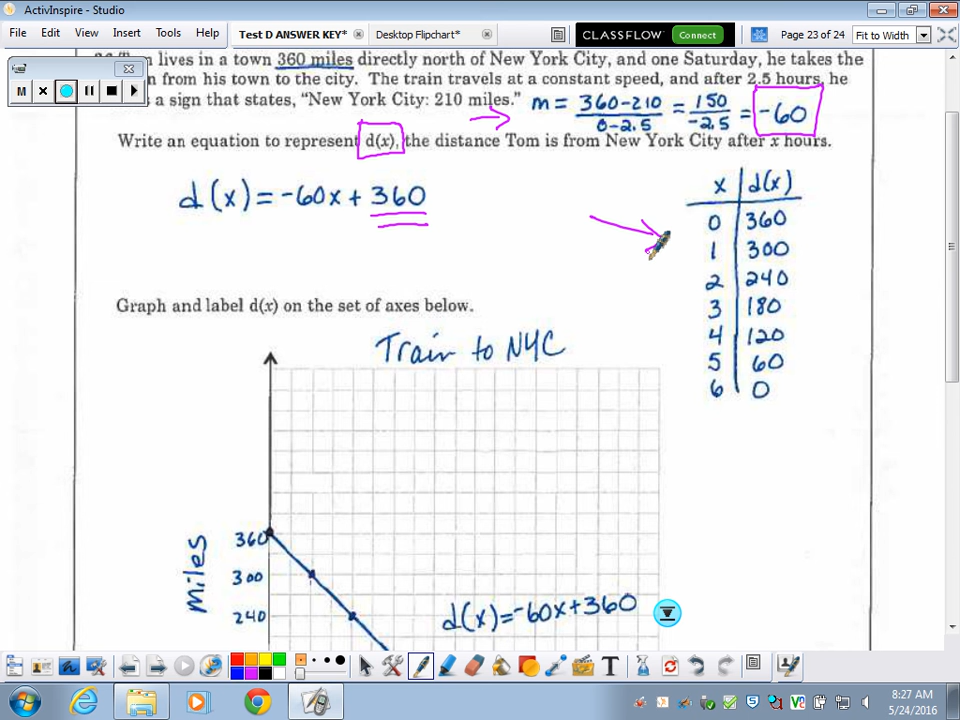 ActivInspire - Studio
File Edit View Insert Tools Help
Test D ANSWER KEY*
Desktop Flipchart*
CLASSFLOW
Connect
Page 23 of 24
Fit to Width
lives in a town 360 miles directly north of New York City, and one Saturday, he takes the
from his town to the city. The train travels at a constant speed, and after 2.5 hours, he
a sign that states, “New York City: 210 miles.”
m = 360-210 / 0-2.5 = 150 / -2.5 = -60
Write an equation to represent d(x), the distance Tom is from New York City after x hours.
d(x) = -60x + 360
x d(x)
0 360
1 300
2 240
3 180
4 120
5 60
6 0
Graph and label d(x) on the set of axes below.
Train to NYC
miles
360
300
240
d(x)=-60x+360
M
T
8:27 AM
5/24/2016